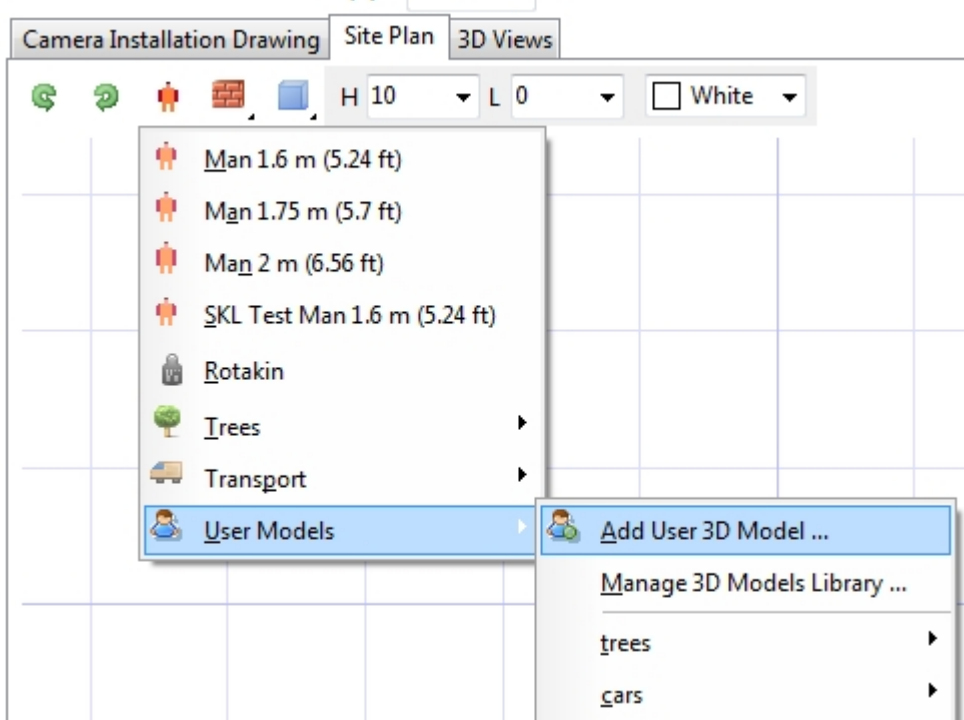 Camera Installation Drawing Site Plan 3D Views
H 10 L 0 White
Man 1.6 m (5.24 ft)
Man 1.75 m (5.7 ft)
Man 2 m (6.56 ft)
SKL Test Man 1.6 m (5.24 ft)
Rotakin
Trees
Transport
User Models
Add User 3D Model ...
Manage 3D Models Library ...
trees
cars